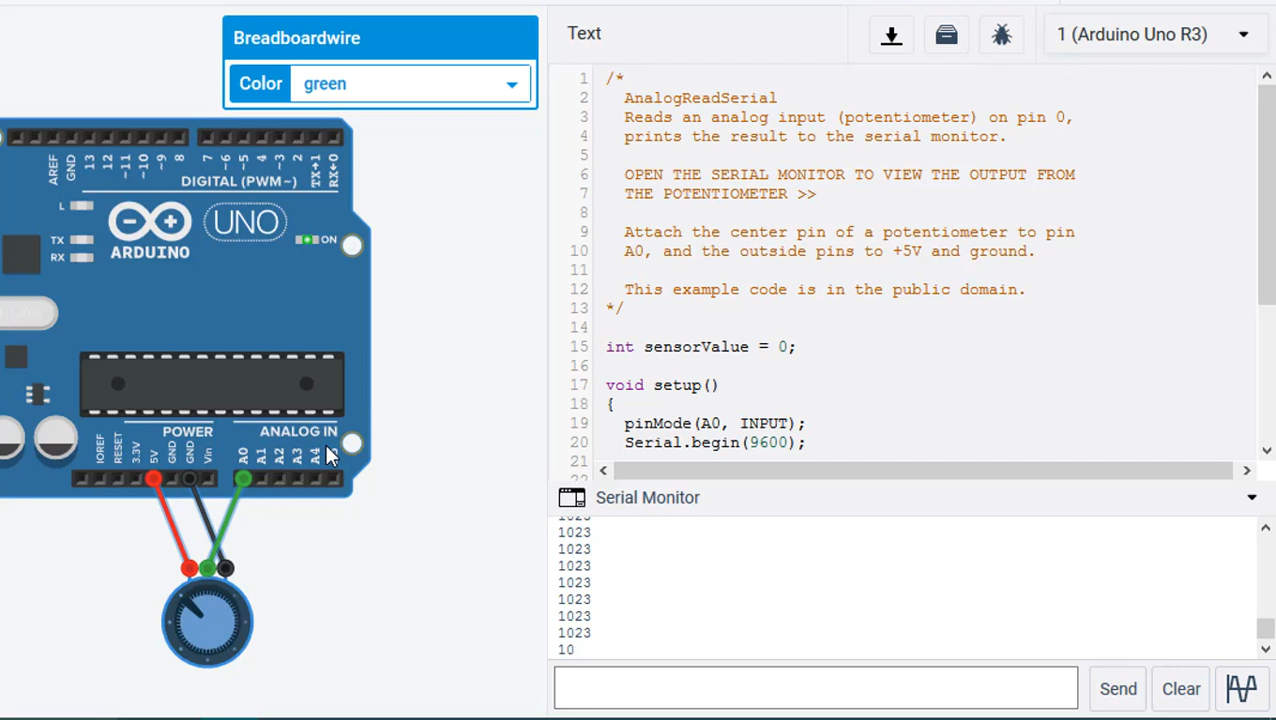 Breadboardwire
Color green
AREF GND 13 12 ~11 ~10 ~9 8 7 ~6 ~5 4 ~3 2 TX→1 RX←0
DIGITAL (PWM~)
L
TX
RX
UNO
ARDUINO
ON
POWER
ANALOG IN
IOREF RESET 3.3V 5V GND GND Vin A0 A1 A2 A3 A4
Text
1 (Arduino Uno R3)
1 /*
2 AnalogReadSerial
3 Reads an analog input (potentiometer) on pin 0,
4 prints the result to the serial monitor.
5
6 OPEN THE SERIAL MONITOR TO VIEW THE OUTPUT FROM
7 THE POTENTIOMETER >>
8
9 Attach the center pin of a potentiometer to pin
10 A0, and the outside pins to +5V and ground.
11
12 This example code is in the public domain.
13 */
14
15 int sensorValue = 0;
16
17 void setup()
18 {
19 pinMode(A0, INPUT);
20 Serial.begin(9600);
21
Serial Monitor
1023
1023
1023
1023
1023
1023
1023
1023
10
Send
Clear